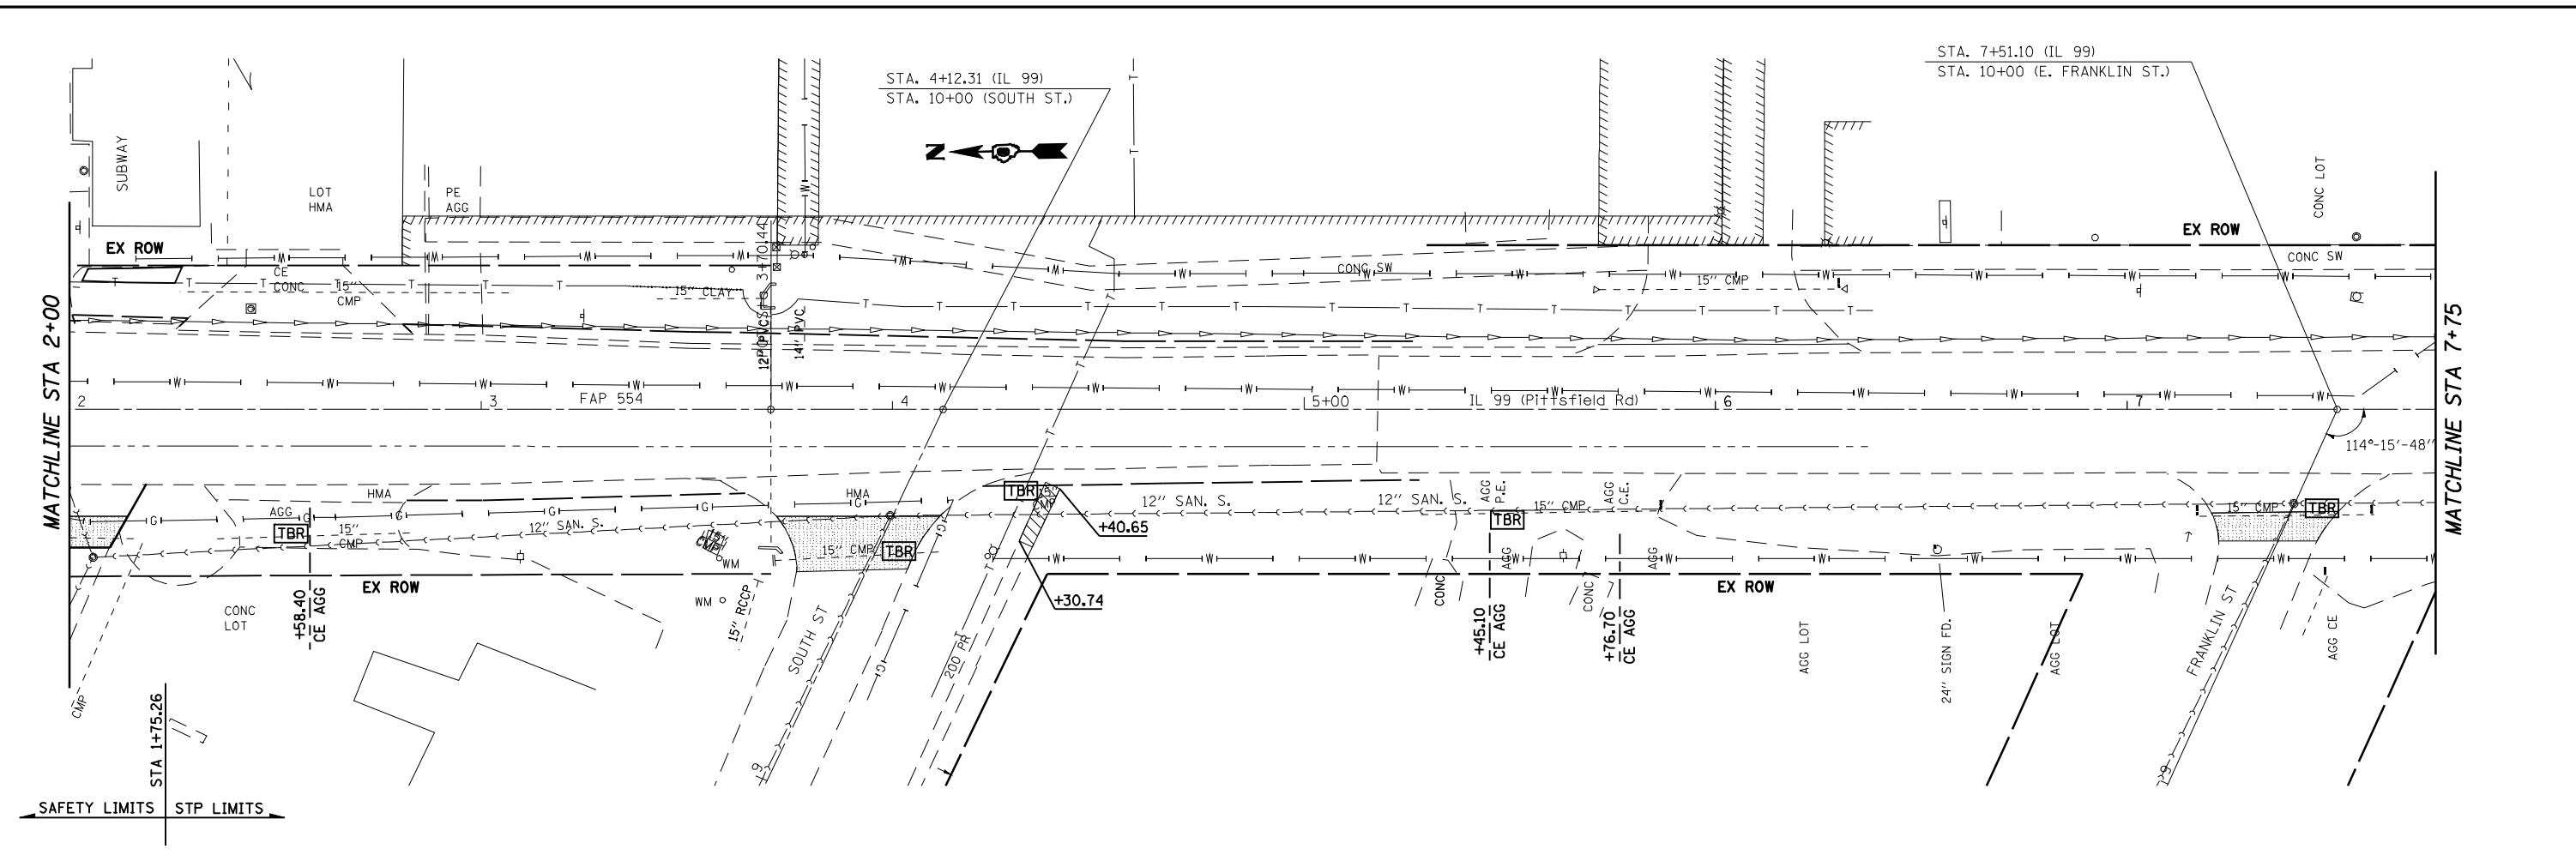 STA. 7+51.10 (IL 99)
STA. 10+00 (E. FRANKLIN ST.)
STA. 4+12.31 (IL 99)
STA. 10+00 (SOUTH ST.)
N
SUBWAY
LOT
HMA
PE
AGG
CONC LOT
EX ROW
EX ROW
CONC SW
CONC SW
CE
CONC
15" CMP
15" CLAY
15" CMP
3+70.44
14" PVC
MATCHLINE STA 2+00
MATCHLINE STA 7+75
2
3
FAP 554
4
5+00
IL 99 (Pittsfield Rd)
6
7
114°-15'-48"
HMA
AGG
TBR
15"
CMP
12" SAN. S.
HMA
15"
CMP
WM
WM
15" CMP
TBR
TBR
+40.65
+30.74
12" SAN. S.
12" SAN. S.
AGG
P.E.
TBR
15" CMP
AGG
C.E.
AGG
AGG
CONC
CONC
15" CMP
TBR
EX ROW
EX ROW
CONC
LOT
+58.40
CE AGG
15" RCCP
SOUTH ST
200 PR
+45.10
CE AGG
+76.70
CE AGG
AGG LOT
24" SIGN FD.
AGG LOT
FRANKLIN ST
AGG CE
CMP
STA 1+75.26
SAFETY LIMITS
STP LIMITS